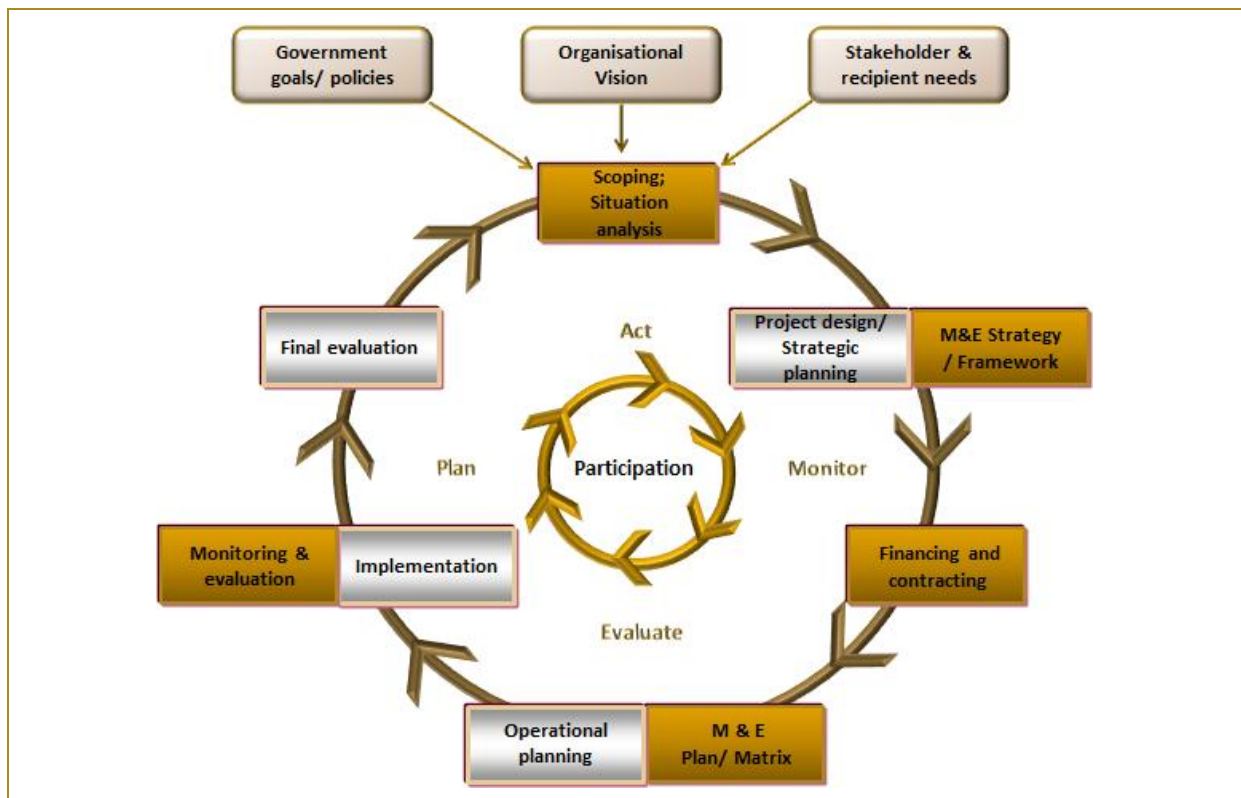 Government
goals/ policies
Organisational
Vision
Stakeholder &
recipient needs
Scoping;
Situation
analysis
Final evaluation
Act
Project design/
Strategic
planning
M&E Strategy
/ Framework
Plan
Participation
Monitor
Monitoring &
evaluation
Implementation
Financing and
contracting
Evaluate
Operational
planning
M & E
Plan/ Matrix